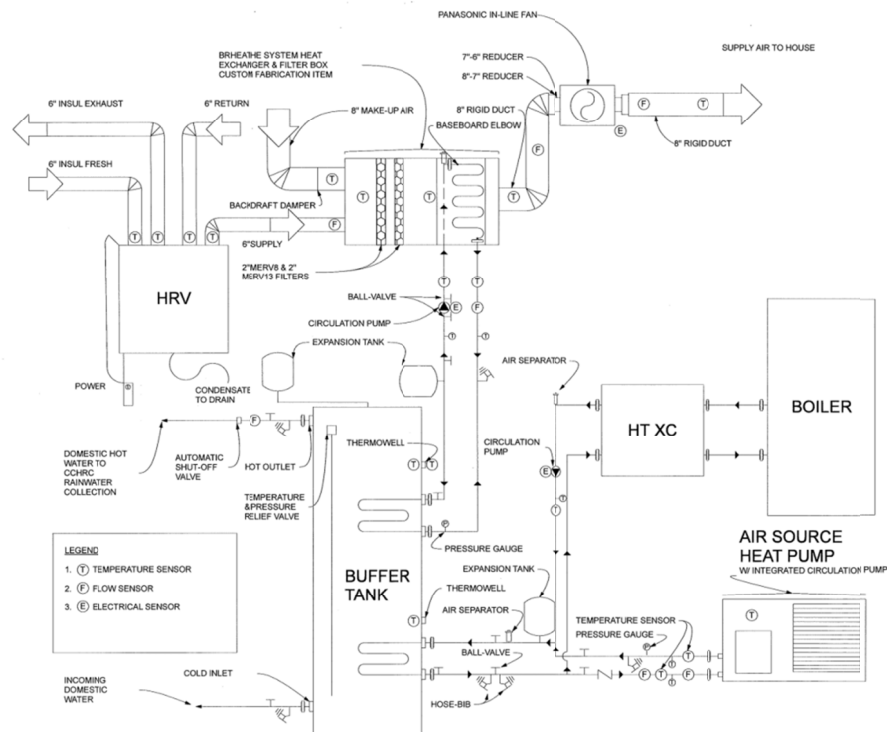 PANASONIC IN-LINE FAN
BRHEATHE SYSTEM HEAT
EXCHANGER & FILTER BOX
CUSTOM FABRICATION ITEM
7"-6" REDUCER
8"-7" REDUCER
SUPPLY AIR TO HOUSE
6" INSUL EXHAUST
6" RETURN
8" MAKE-UP AIR
8" RIGID DUCT
BASEBOARD ELBOW
F
T
E
8" RIGID DUCT
F
6" INSUL FRESH
T
T
T
T
BACKDRAFT DAMPER
F
T
T
T
T
T
T
6" SUPPLY
2" MERV8 & 2"
MERV13 FILTERS
HRV
T
T
BALL-VALVE
E
F
CIRCULATION PUMP
T
T
EXPANSION TANK
AIR SEPARATOR
POWER
CONDENSATE
TO DRAIN
HT XC
BOILER
F
DOMESTIC HOT
WATER TO
CCHRC
RAINWATER
COLLECTION
AUTOMATIC
SHUT-OFF
VALVE
HOT OUTLET
THERMOWELL
T
T
CIRCULATION
PUMP
E
TEMPERATURE
& PRESSURE
RELIEF VALVE
T
T
P
PRESSURE GAUGE
AIR SOURCE
HEAT PUMP
W/ INTEGRATED CIRCULATION PUMP
LEGEND
1. T TEMPERATURE SENSOR
2. F FLOW SENSOR
3. E ELECTRICAL SENSOR
BUFFER
TANK
EXPANSION TANK
THERMOWELL
T
AIR SEPARATOR
TEMPERATURE SENSOR
PRESSURE GAUGE
T
P
T
BALL-VALVE
F
T
T
F
COLD INLET
INCOMING
DOMESTIC
WATER
HOSE-BIB